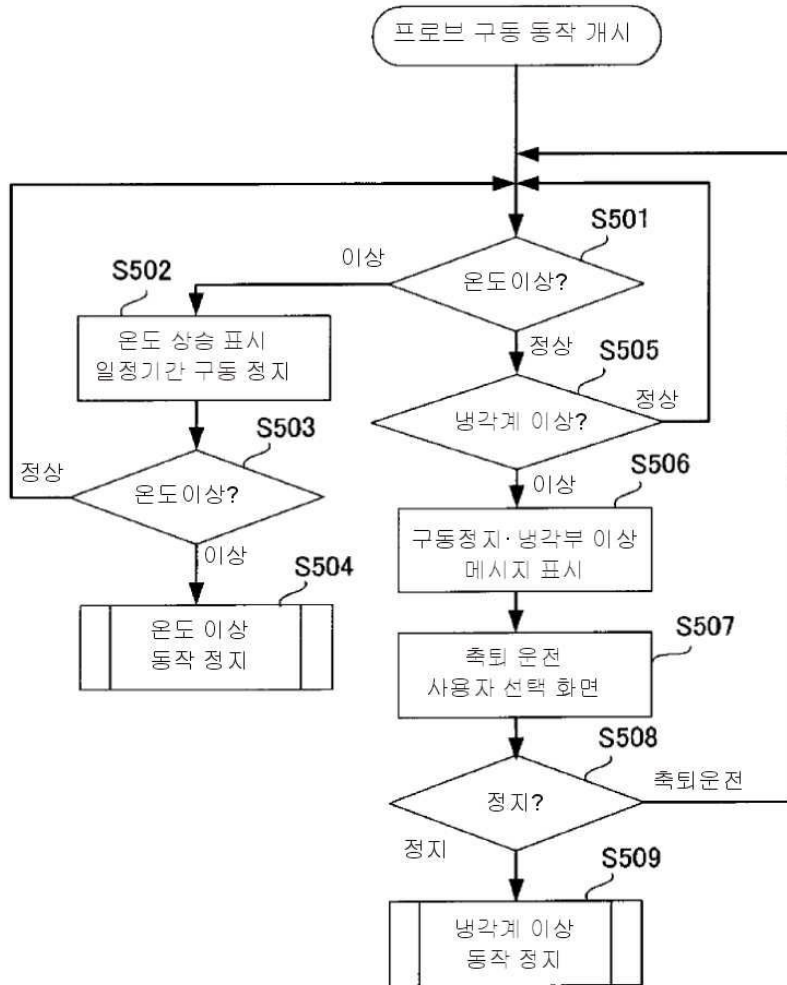 프로브 구동 동작 개시
S501
온도이상?
이상
S502
온도 상승 표시
일정기간 구동 정지
정상
S505
냉각계 이상?
정상
S503
온도이상?
정상
이상
S504
온도 이상
동작 정지
이상
S506
구동정지·냉각부 이상
메시지 표시
S507
축퇴 운전
사용자 선택 화면
S508
정지?
축퇴운전
정지
S509
냉각계 이상
동작 정지